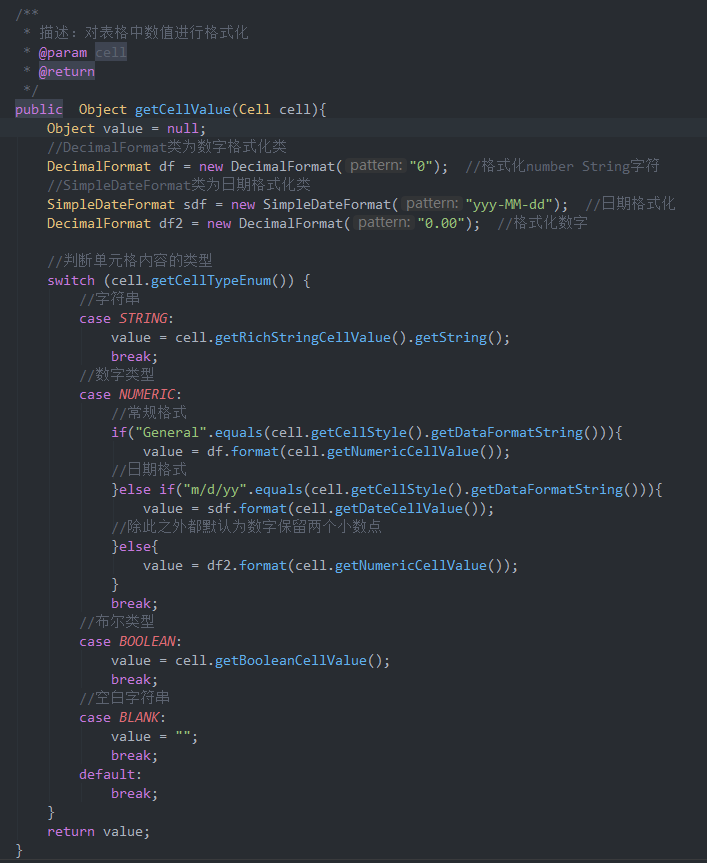 /**
 * 描述：对表格中数值进行格式化
 * @param cell
 * @return
 */
public  Object getCellValue(Cell cell){
    Object value = null;
    //DecimalFormat类为数字格式化类
    DecimalFormat df = new DecimalFormat( pattern: "0");  //格式化number String字符
    //SimpleDateFormat类为日期格式化类
    SimpleDateFormat sdf = new SimpleDateFormat( pattern: "yyy-MM-dd");  //日期格式化
    DecimalFormat df2 = new DecimalFormat( pattern: "0.00");  //格式化数字
    //判断单元格内容的类型
    switch (cell.getCellTypeEnum()) {
        //字符串
        case STRING:
            value = cell.getRichStringCellValue().getString();
            break;
        //数字类型
        case NUMERIC:
            //常规格式
            if("General".equals(cell.getCellStyle().getDataFormatString())){
                value = df.format(cell.getNumericCellValue());
            //日期格式
            }else if("m/d/yy".equals(cell.getCellStyle().getDataFormatString())){
                value = sdf.format(cell.getDateCellValue());
            //除此之外都默认为数字保留两个小数点
            }else{
                value = df2.format(cell.getNumericCellValue());
            }
            break;
        //布尔类型
        case BOOLEAN:
            value = cell.getBooleanCellValue();
            break;
        //空白字符串
        case BLANK:
            value = "";
            break;
        default:
            break;
    }
    return value;
}